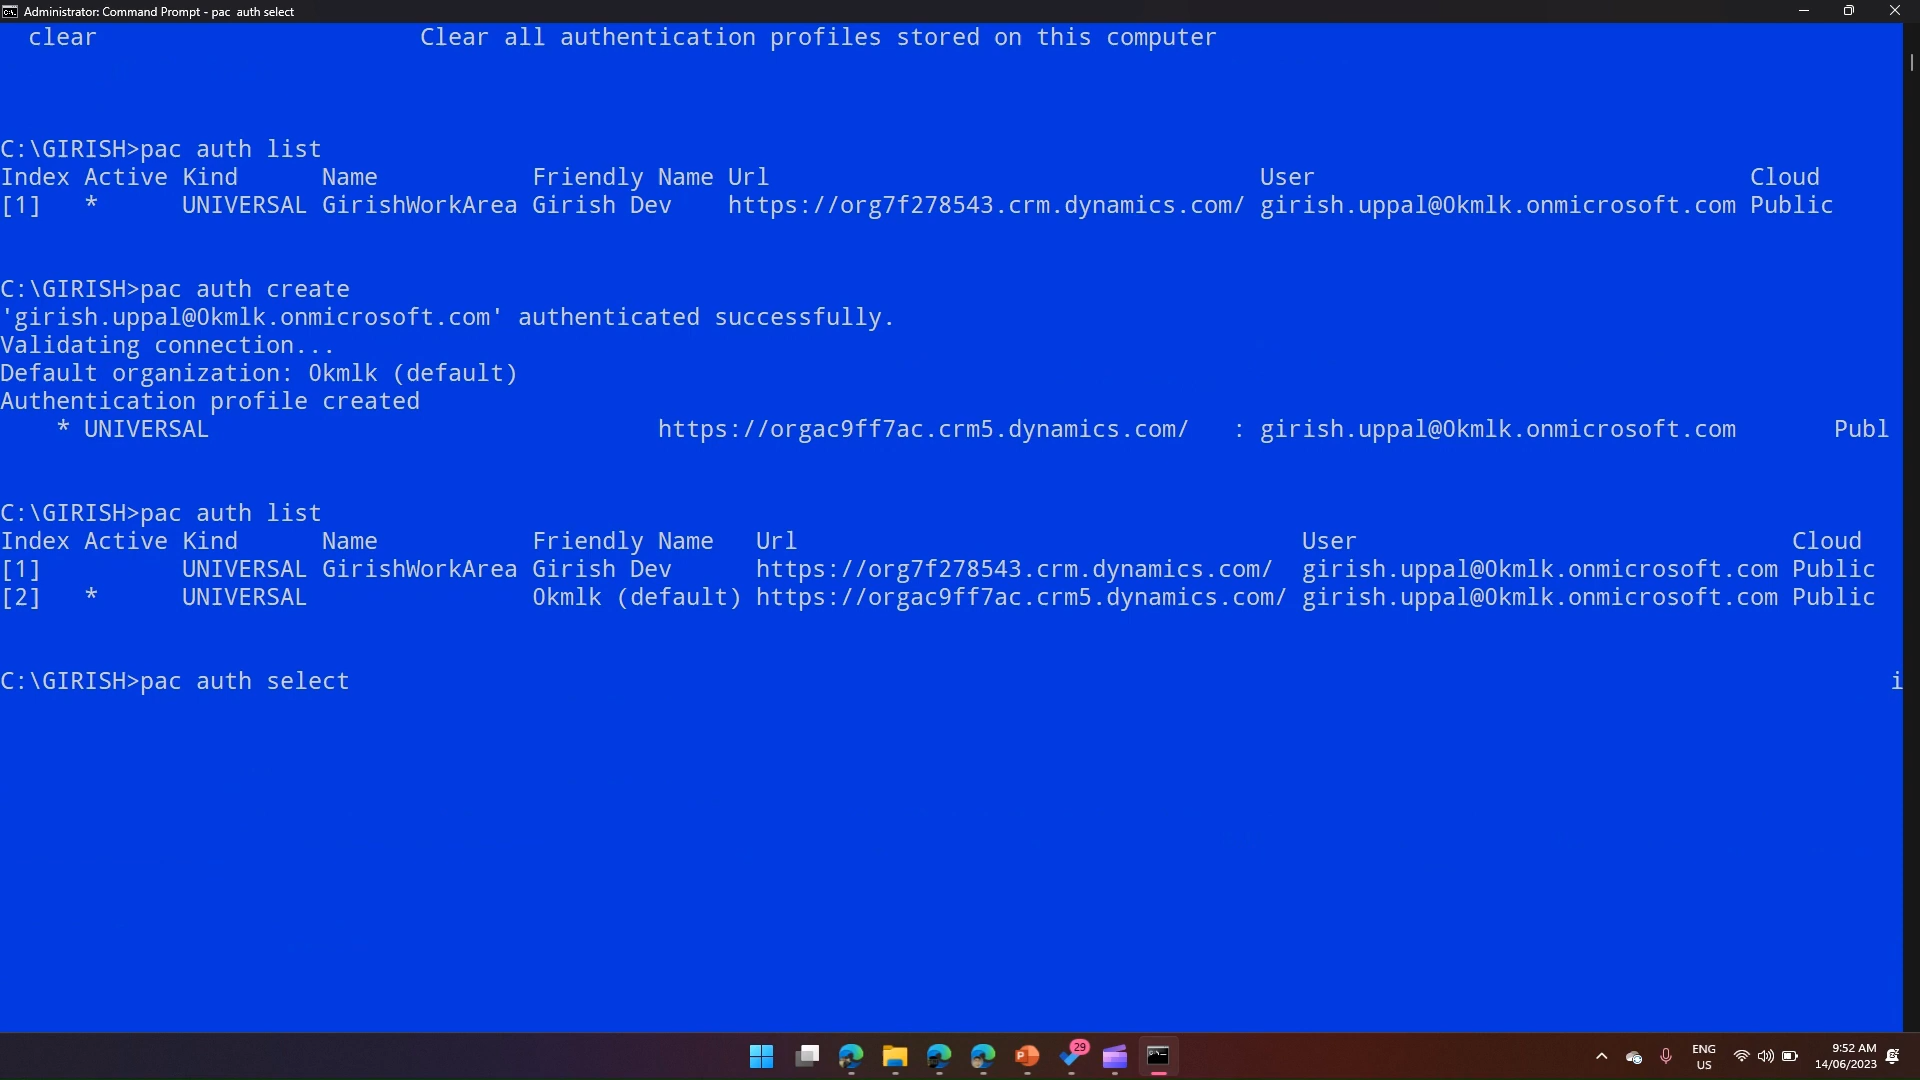 Administrator: Command Prompt - pac  auth select
clear Clear all authentication profiles stored on this computer
C:\GIRISH>pac auth list
Index Active Kind Name Friendly Name Url User Cloud
[1] * UNIVERSAL GirishWorkArea Girish Dev https://org7f278543.crm.dynamics.com/ girish.uppal@0kmlk.onmicrosoft.com Public
C:\GIRISH>pac auth create
'girish.uppal@0kmlk.onmicrosoft.com' authenticated successfully.
Validating connection...
Default organization: 0kmlk (default)
Authentication profile created
* UNIVERSAL https://orgac9ff7ac.crm5.dynamics.com/ : girish.uppal@0kmlk.onmicrosoft.com Publ
C:\GIRISH>pac auth list
Index Active Kind Name Friendly Name Url User Cloud
[1] UNIVERSAL GirishWorkArea Girish Dev https://org7f278543.crm.dynamics.com/ girish.uppal@0kmlk.onmicrosoft.com Public
[2] * UNIVERSAL 0kmlk (default) https://orgac9ff7ac.crm5.dynamics.com/ girish.uppal@0kmlk.onmicrosoft.com Public
C:\GIRISH>pac auth select i
29
ENG
US
9:52 AM
14/06/2023